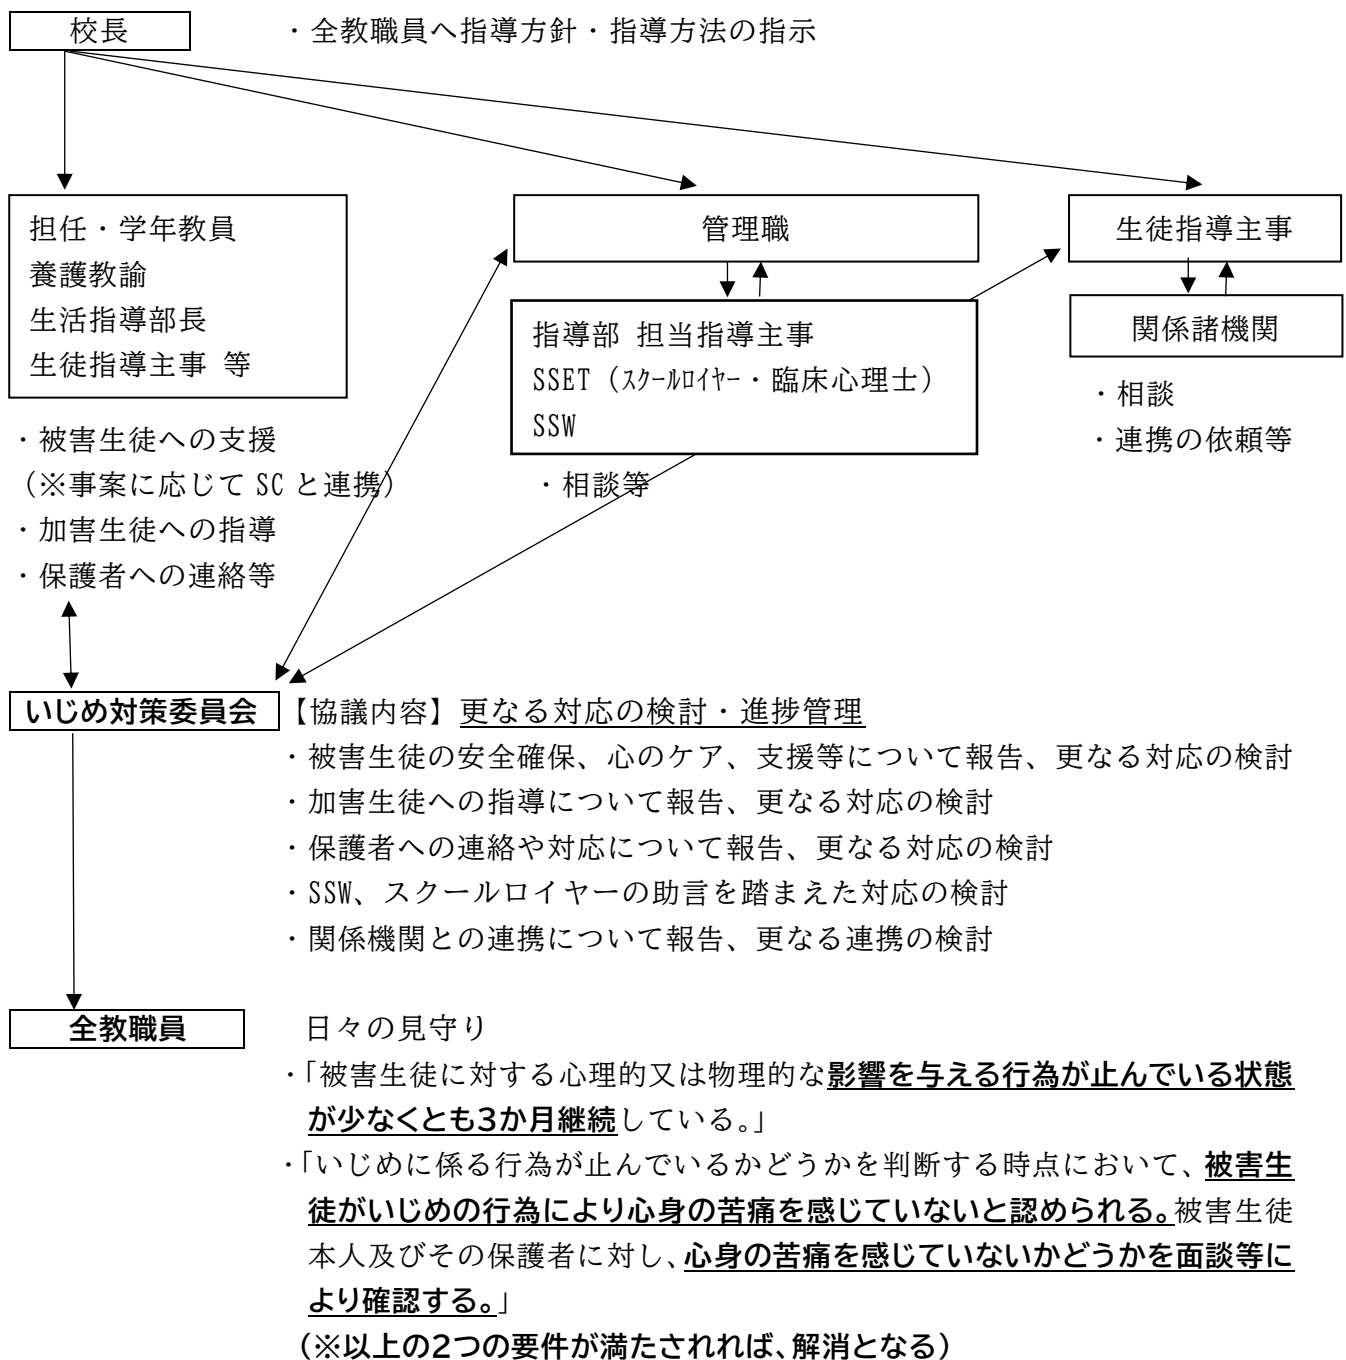 校長
・全教職員へ指導方針・指導方法の指示
担任・学年教員
養護教諭
生活指導部長
生徒指導主事 等
・被害生徒への支援
（※事案に応じて SC と連携）
・加害生徒への指導
・保護者への連絡等
管理職
指導部 担当指導主事
SSET（ｽｸｰﾙﾛｲﾔｰ・臨床心理士）
SSW
・相談等
生徒指導主事
関係諸機関
・相談
・連携の依頼等
いじめ対策委員会
【協議内容】更なる対応の検討・進捗管理
・被害生徒の安全確保、心のケア、支援等について報告、更なる対応の検討
・加害生徒への指導について報告、更なる対応の検討
・保護者への連絡や対応について報告、更なる対応の検討
・SSW、スクールロイヤーの助言を踏まえた対応の検討
・関係機関との連携について報告、更なる連携の検討
全教職員
日々の見守り
・「被害生徒に対する心理的又は物理的な影響を与える行為が止んでいる状態
が少なくとも３か月継続している。」
・「いじめに係る行為が止んでいるかどうかを判断する時点において、被害生
徒がいじめの行為により心身の苦痛を感じていないと認められる。被害生徒
本人及びその保護者に対し、心身の苦痛を感じていないかどうかを面談等に
より確認する。」
（※以上の２つの要件が満たされれば、解消となる）